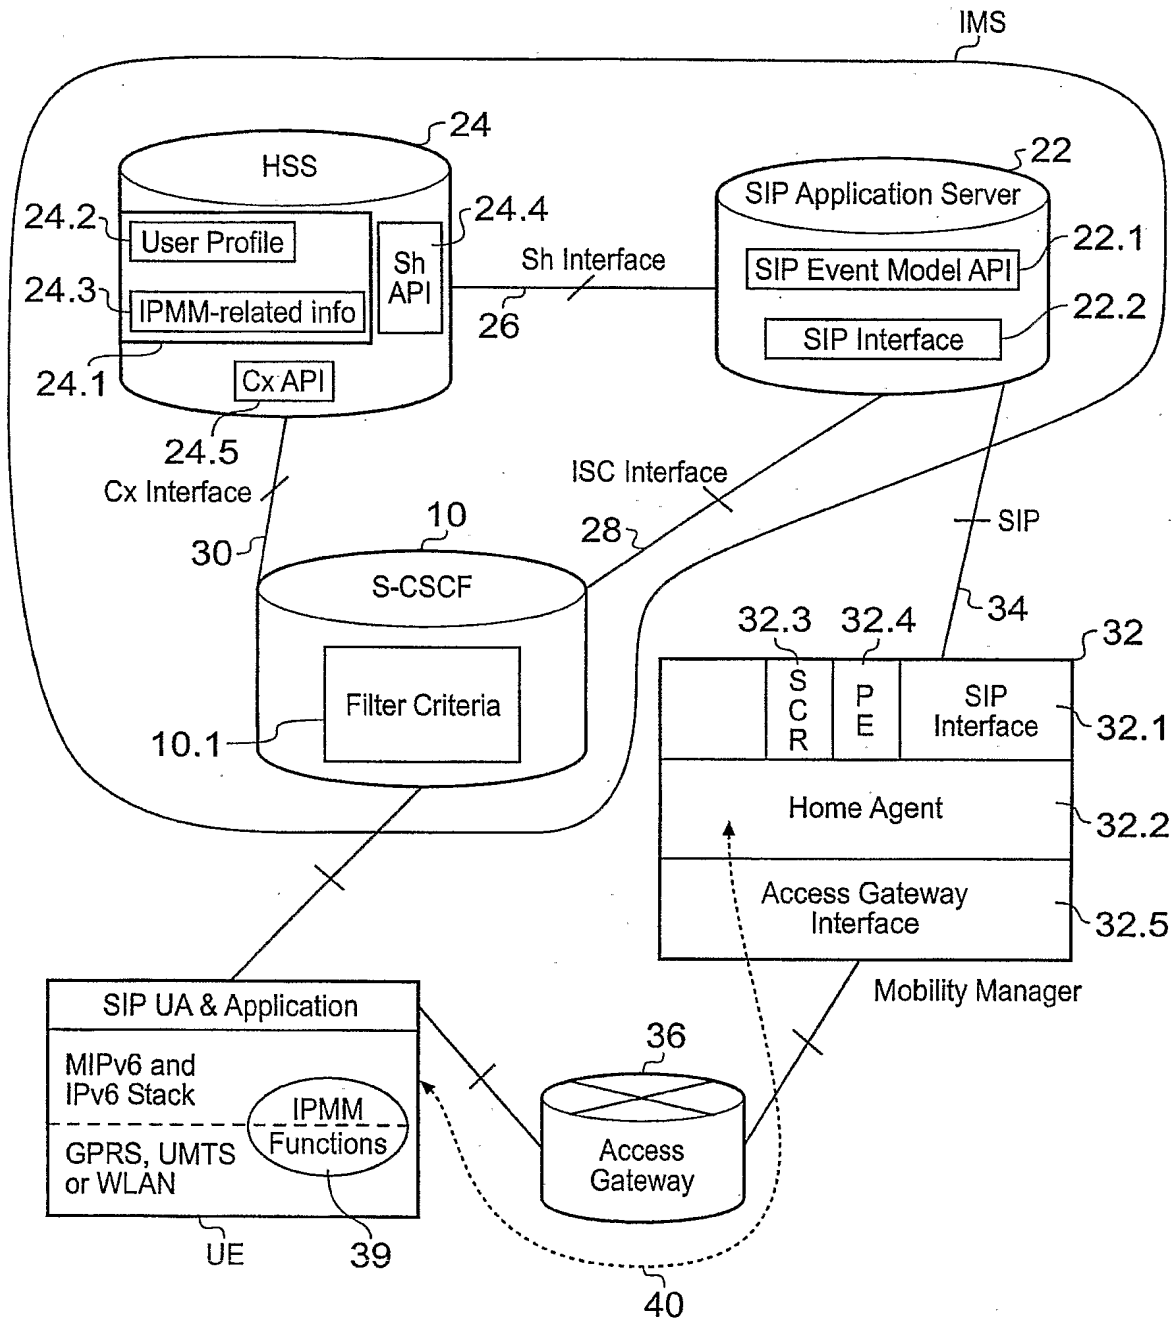 IMS
24
HSS
22
SIP Application Server
24.2
User Profile
24.4
Sh
API
Sh Interface
26
22.1
SIP Event Model API
24.3
IPMM-related info
22.2
SIP Interface
24.1
Cx API
24.5
Cx Interface
30
ISC Interface
28
SIP
34
10
S-CSCF
Filter Criteria
10.1
32.3
32.4
32
S
C
R
P
E
SIP
Interface
32.1
Home Agent
32.2
Access Gateway
Interface
32.5
Mobility Manager
SIP UA & Application
MIPv6 and
IPv6 Stack
IPMM
Functions
GPRS, UMTS
or WLAN
UE
39
36
Access
Gateway
40